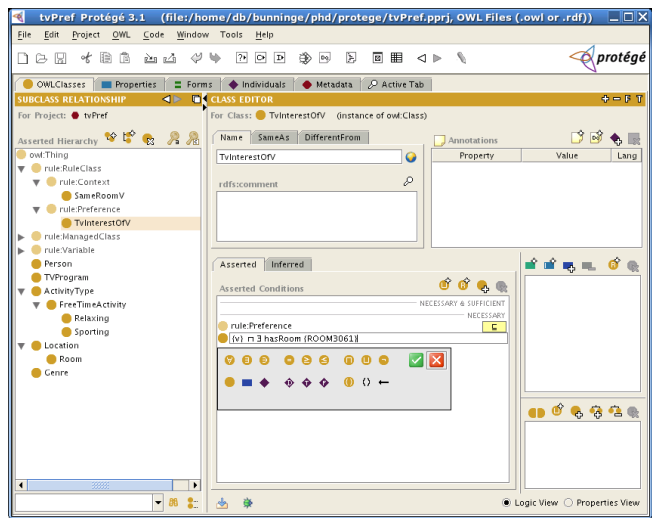 tvPref Protégé 3.1 (file:/home/db/bunninge/phd/protege/tvPref.pprj, OWL Files (.owl or .rdf))
File Edit Project OWL Code Window Tools Help
protégé
OWLClasses Properties Forms Individuals Metadata Active Tab
SUBCLASS RELATIONSHIP
For Project: tvPref
Asserted Hierarchy
owl:Thing
rule:RuleClass
rule:Context
SameRoomV
rule:Preference
TvInterestOfV
rule:ManagedClass
rule:Variable
Person
TVProgram
ActivityType
FreeTimeActivity
Relaxing
Sporting
Location
Room
Genre
CLASS EDITOR
For Class: TvInterestOfV (instance of owl:Class)
Name SameAs DifferentFrom
TvInterestOfV
rdfs:comment
Annotations
Property Value Lang
Asserted Inferred
Asserted Conditions
NECESSARY & SUFFICIENT
NECESSARY
rule:Preference ⊑
{v} ⊓ ∃ hasRoom {ROOM3061}
Logic View Properties View